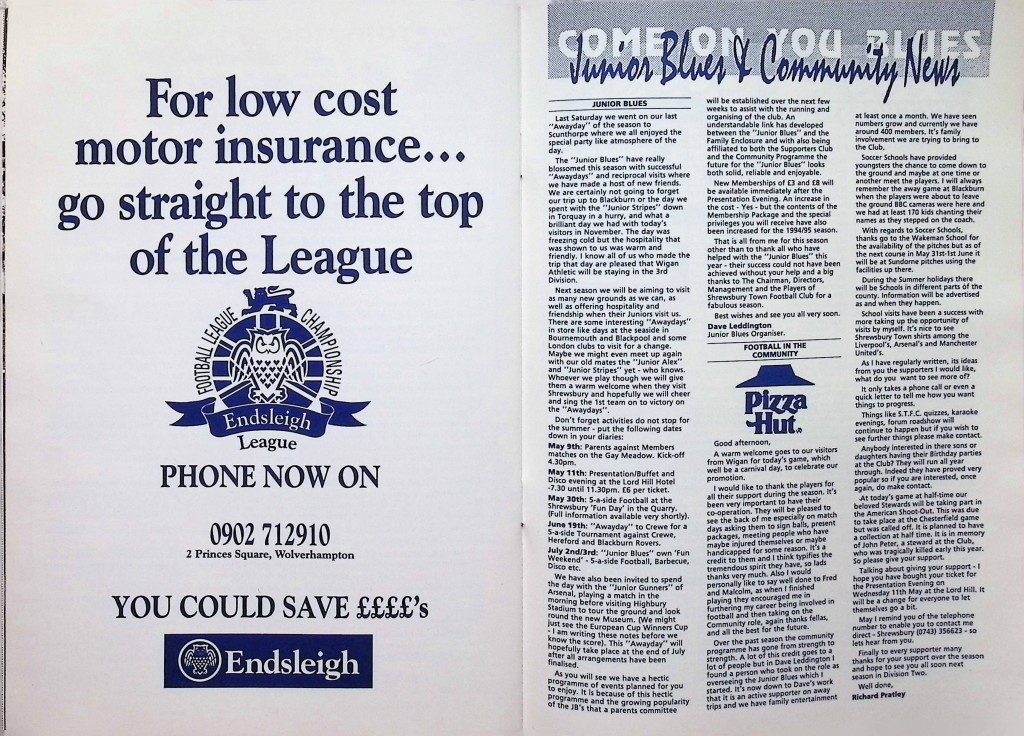 For low cost
motor insurance...
go straight to the top
of the League
FOOTBALL LEAGUE CHAMPIONSHIP
Endsleigh
League
PHONE NOW ON
0902 712910
2 Princes Square, Wolverhampton
YOU COULD SAVE ££££'s
Endsleigh
COME ON YOU BLUES
Junior Blues & Community News
JUNIOR BLUES
Last Saturday we went on our last
"Awayday" of the season to
Scunthorpe where we all enjoyed the
special party like atmosphere of the
day.
The "Junior Blues" have really
blossomed this season with successful
"Awaydays" and reciprocal visits where
we have made a host of new friends.
We are certainly not going to forget
our trip up to Blackburn or the day we
spent with the "Junior Stripes" down
in Torquay in a hurry, and what a
brilliant day we had with today's
visitors in November. The day was
freezing cold but the hospitality that
was shown to us was warm and
friendly. I know all of us who made the
trip that day are pleased that Wigan
Athletic will be staying in the 3rd
Division.
Next season we will be aiming to visit
as many new grounds as we can, as
well as offering hospitality and
friendship when their Juniors visit us.
There are some interesting "Awaydays"
in store like days at the seaside in
Bournemouth and Blackpool and some
London clubs to visit for a change.
Maybe we might even meet up again
with our old mates the "Junior Alex"
and "Junior Stripes" yet - who knows.
Whoever we play though we will give
them a warm welcome when they visit
Shrewsbury and hopefully we will cheer
and sing the 1st team on to victory on
the "Awaydays".
Don't forget activities do not stop for
the summer - put the following dates
down in your diaries:
May 9th: Parents against Members
matches on the Gay Meadow. Kick-off
4.30pm.
May 11th: Presentation/Buffet and
Disco evening at the Lord Hill Hotel
-7.30 until 11.30pm. £6 per ticket.
May 30th: 5-a-side Football at the
Shrewsbury 'Fun Day' in the Quarry.
(Full information available very shortly).
June 19th: "Awayday" to Crewe for a
5-a-side Tournament against Crewe,
Hereford and Blackburn Rovers.
July 2nd/3rd: "Junior Blues" own 'Fun
Weekend' - 5-a-side Football, Barbecue,
Disco etc.
We have also been invited to spend
the day with the "Junior Gunners" of
Arsenal, playing a match in the
morning before visiting Highbury
Stadium to tour the ground and look
round the new Museum. (We might
just see the European Cup Winners Cup
- I am writing these notes before we
know the score). This "Awayday" will
hopefully take place at the end of July
after all arrangements have been
finalised.
As you will see we have a hectic
programme of events planned for you
to enjoy. It is because of this hectic
programme and the growing popularity
of the JB's that a parents committee
will be established over the next few
weeks to assist with the running and
organising of the club. An
understandable link has developed
between the "Junior Blues" and the
Family Enclosure and with also being
affiliated to both the Supporters Club
and the Community Programme the
future for the "Junior Blues" looks
both solid, reliable and enjoyable.
New Memberships of £3 and £8 will
be available immediately after the
Presentation Evening. An increase in
the cost - Yes - but the contents of the
Membership Package and the special
privileges you will receive have also
been increased for the 1994/95 season.
That is all from me for this season
other than to thank all who have
helped with the "Junior Blues" this
year - their success could not have been
achieved without your help and a big
thanks to The Chairman, Directors,
Management and the Players of
Shrewsbury Town Football Club for a
fabulous season.
Best wishes and see you all very soon.
Dave Leddington
Junior Blues Organiser.
FOOTBALL IN THE
COMMUNITY
Pizza
Hut
Good afternoon,
A warm welcome goes to our visitors
from Wigan for today's game, which
will be a carnival day, to celebrate our
promotion.
I would like to thank the players for
all their support during the season. It's
been very important to have their
co-operation. They will be pleased to
see the back of me especially on match
days asking them to sign balls, present
packages, meeting people who have
maybe injured themselves or maybe
handicapped for some reason. It's a
credit to them and I think typifies the
tremendous spirit they have, so lads
thanks very much. Also I would
personally like to say well done to Fred
and Malcolm, as when I finished
playing they encouraged me in
furthering my career being involved in
football and then taking on the
Community role, again thanks fellas,
and all the best for the future.
Over the past season the community
programme has gone from strength to
strength. A lot of this credit goes to a
lot of people but in Dave Leddington I
found a person who took on the role as
overseeing the Junior Blues which I
started. It's now down to Dave's work
that it is an active supporter on away
trips and we have family entertainment
at least once a month. We have seen
numbers grow and currently we have
around 400 members. It's family
involvement we are trying to bring to
the Club.
Soccer Schools have provided
youngsters the chance to come down to
the ground and maybe at one time or
another meet the players. I will always
remember the away game at Blackburn
when the players were about to leave
the ground BBC cameras were here and
we had at least 170 kids chanting their
names as they stepped on the coach.
With regards to Soccer Schools,
thanks go to the Wakeman School for
the availability of the pitches but as of
the next course in May 31st-1st June it
will be at Sundorne pitches using the
facilities up there.
During the Summer holidays there
will be Schools in different parts of the
county. Information will be advertised
as and when they happen.
School visits have been a success with
more taking up the opportunity of
visits by myself. It's nice to see
Shrewsbury Town shirts among the
Liverpool's, Arsenal's and Manchester
United's.
As I have regularly written, its ideas
from you the supporters I would like,
what do you want to see more of?
It only takes a phone call or even a
quick letter to tell me how you want
things to progress.
Things like S.T.F.C. quizzes, karaoke
evenings, forum roadshow will
continue to happen but if you wish to
see further things please make contact.
Anybody interested in there sons or
daughters having their Birthday parties
at the Club? They will run all year
through. Indeed they have proved very
popular so if you are interested, once
again, do make contact.
At today's game at half-time our
beloved Stewards will be taking part in
the American Shoot-Out. This was due
to take place at the Chesterfield game
but was called off. It is planned to have
a collection at half time. It is in memory
of John Peter, a steward at the Club,
who was tragically killed early this year.
So please give your support.
Talking about giving your support - I
hope you have bought your ticket for
the Presentation Evening on
Wednesday 11th May at the Lord Hill. It
will be a change for everyone to let
themselves go a bit.
May I remind you of the telephone
number to enable you to contact me
direct - Shrewsbury (0743) 356623 - so
lets hear from you.
Finally to every supporter many
thanks for your support over the season
and hope to see you all soon next
season in Division Two.
Well done,
Richard Pratley